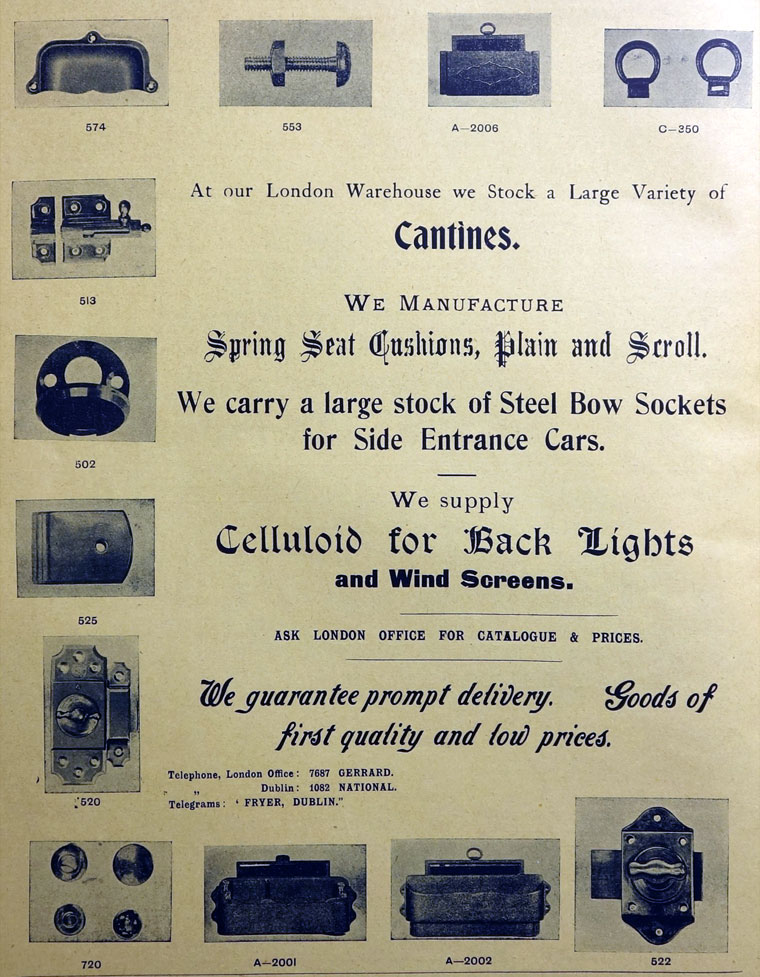 574
553
A—2006
C—350
At our London Warehouse we Stock a Large Variety of
Cantines.
513
WE MANUFACTURE
Spring Seat Cushions, Plain and Scroll.
We carry a large stock of Steel Bow Sockets
for Side Entrance Cars.
502
We supply
Celluloid for Back Lights
and Wind Screens.
525
ASK LONDON OFFICE FOR CATALOGUE & PRICES.
We guarantee prompt delivery. Goods of
first quality and low prices.
Telephone, London Office: 7687 GERRARD.
„ Dublin: 1082 NATIONAL.
Telegrams: ‘ FRYER, DUBLIN.”
520
720
A—2001
A—2002
522